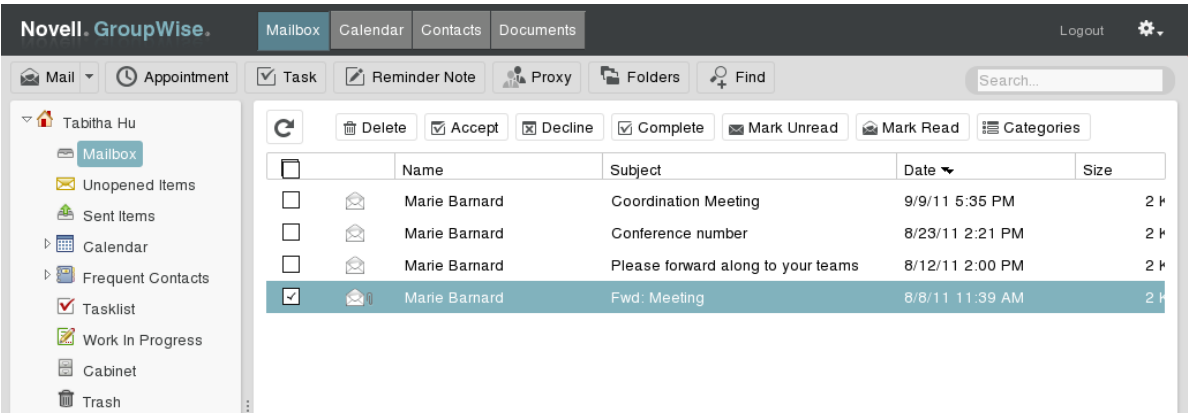 Novell. GroupWise. Mailbox Calendar Contacts Documents Logout
Mail Appointment Task Reminder Note Proxy Folders Find Search...
Tabitha Hu
Mailbox
Unopened Items
Sent Items
Calendar
Frequent Contacts
Tasklist
Work In Progress
Cabinet
Trash
Delete Accept Decline Complete Mark Unread Mark Read Categories
Name Subject Date Size
Marie Barnard Coordination Meeting 9/9/11 5:35 PM 2 K
Marie Barnard Conference number 8/23/11 2:21 PM 2 K
Marie Barnard Please forward along to your teams 8/12/11 2:00 PM 2 K
Marie Barnard Fwd: Meeting 8/8/11 11:39 AM 2 K